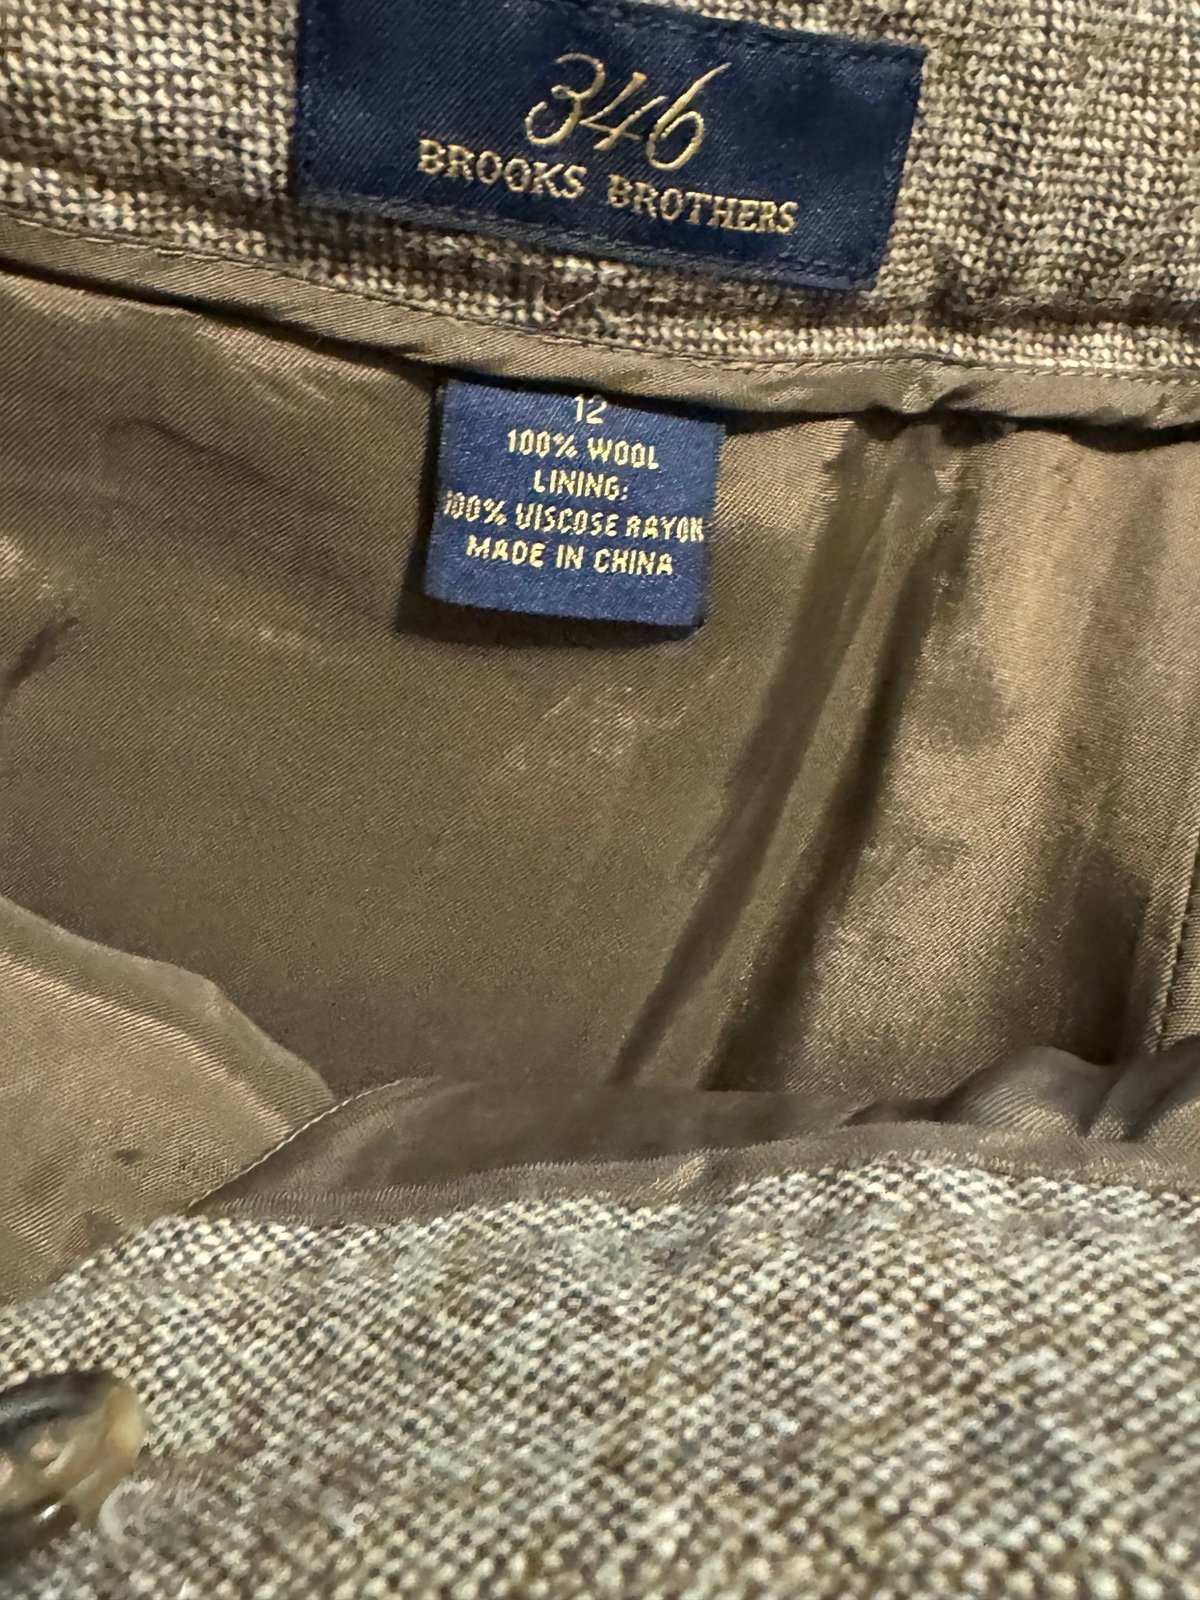 346
BROOKS BROTHERS
12
100% WOOL
LINING:
100% VISCOSE RAYON
MADE IN CHINA